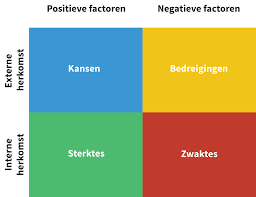 Positieve factoren
Negatieve factoren
Externe
herkomst
Kansen
Bedreigingen
Interne
herkomst
Sterktes
Zwaktes